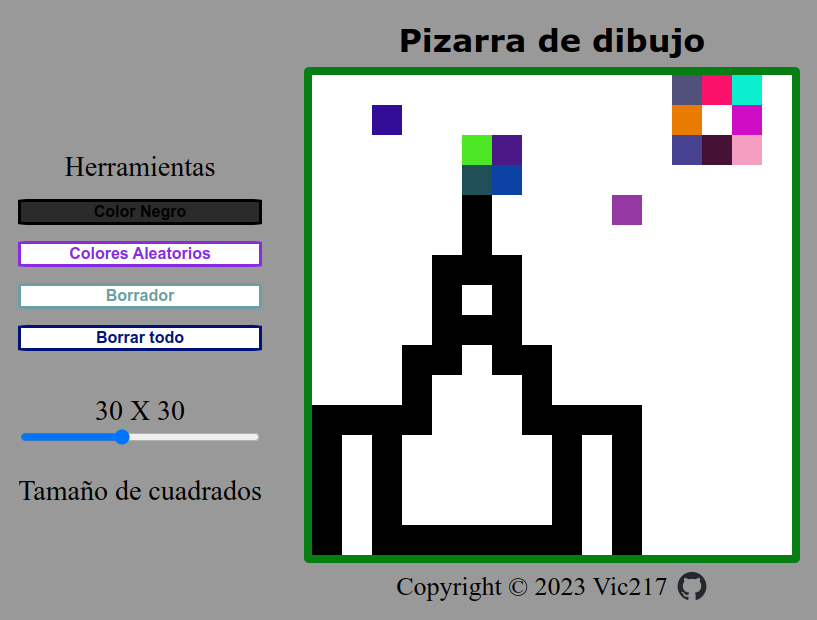 Pizarra de dibujo
Herramientas
Color Negro
Colores Aleatorios
Borrador
Borrar todo
30 X 30
Tamaño de cuadrados
Copyright © 2023 Vic217